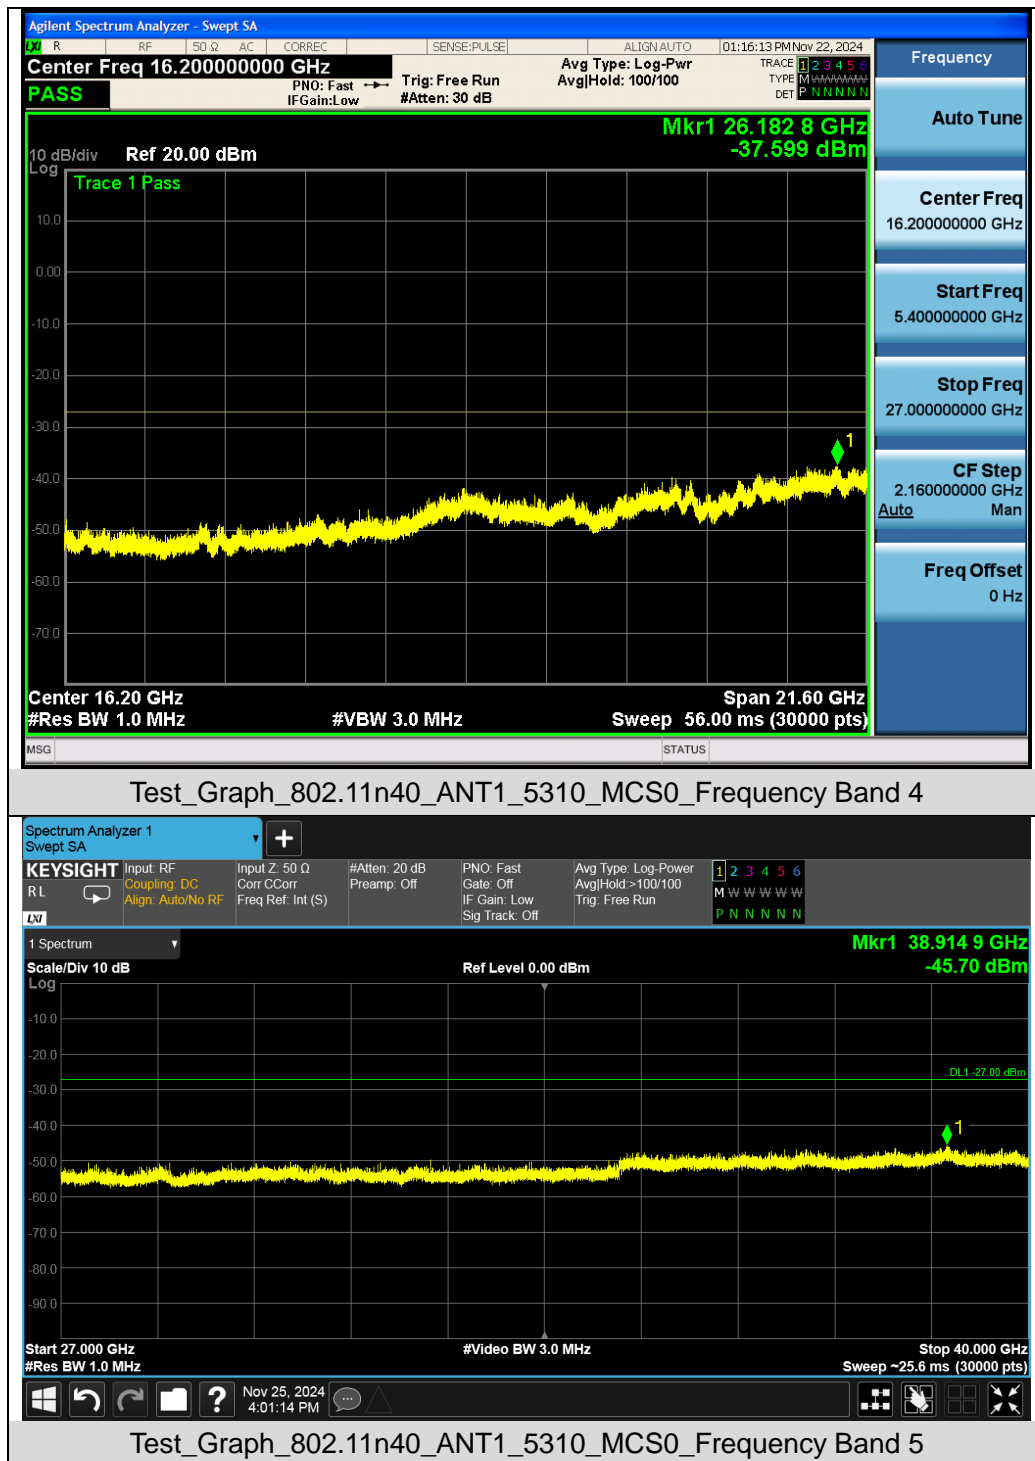 Agilent Spectrum Analyzer - Swept SA
LXI R RF 50 Ω AC CORREC SENSE:PULSE ALIGN AUTO 01:16:13 PM Nov 22, 2024
Center Freq 16.200000000 GHz
PASS
PNO: Fast
IFGain:Low
Trig: Free Run
#Atten: 30 dB
Avg Type: Log-Pwr
Avg|Hold: 100/100
TRACE 1 2 3 4 5 6
TYPE M W W W W W
DET P N N N N N
Mkr1 26.182 8 GHz
-37.599 dBm
10 dB/div Ref 20.00 dBm
Log
Trace 1 Pass
10.0
0.00
-10.0
-20.0
-30.0
-40.0
-50.0
-60.0
-70.0
1
Center 16.20 GHz Span 21.60 GHz
#Res BW 1.0 MHz #VBW 3.0 MHz Sweep 56.00 ms (30000 pts)
MSG STATUS
Frequency
Auto Tune
Center Freq
16.200000000 GHz
Start Freq
5.400000000 GHz
Stop Freq
27.000000000 GHz
CF Step
2.160000000 GHz
Auto Man
Freq Offset
0 Hz
Test_Graph_802.11n40_ANT1_5310_MCS0_Frequency Band 4
Spectrum Analyzer 1
Swept SA
+
KEYSIGHT
RL
LXI
Input: RF
Coupling: DC
Align: Auto/No RF
Input Z: 50 Ω
Corr CCorr
Freq Ref: Int (S)
#Atten: 20 dB
Preamp: Off
PNO: Fast
Gate: Off
IF Gain: Low
Sig Track: Off
Avg Type: Log-Power
Avg|Hold:>100/100
Trig: Free Run
1 2 3 4 5 6
M W W W W W
P N N N N N
1 Spectrum
Mkr1 38.914 9 GHz
-45.70 dBm
Scale/Div 10 dB Ref Level 0.00 dBm
Log
-10.0
-20.0
DL1 -27.00 dBm
-30.0
-40.0
1
-50.0
-60.0
-70.0
-80.0
-90.0
Start 27.000 GHz #Video BW 3.0 MHz Stop 40.000 GHz
#Res BW 1.0 MHz Sweep ~25.6 ms (30000 pts)
?
Nov 25, 2024
4:01:14 PM
Test_Graph_802.11n40_ANT1_5310_MCS0_Frequency Band 5